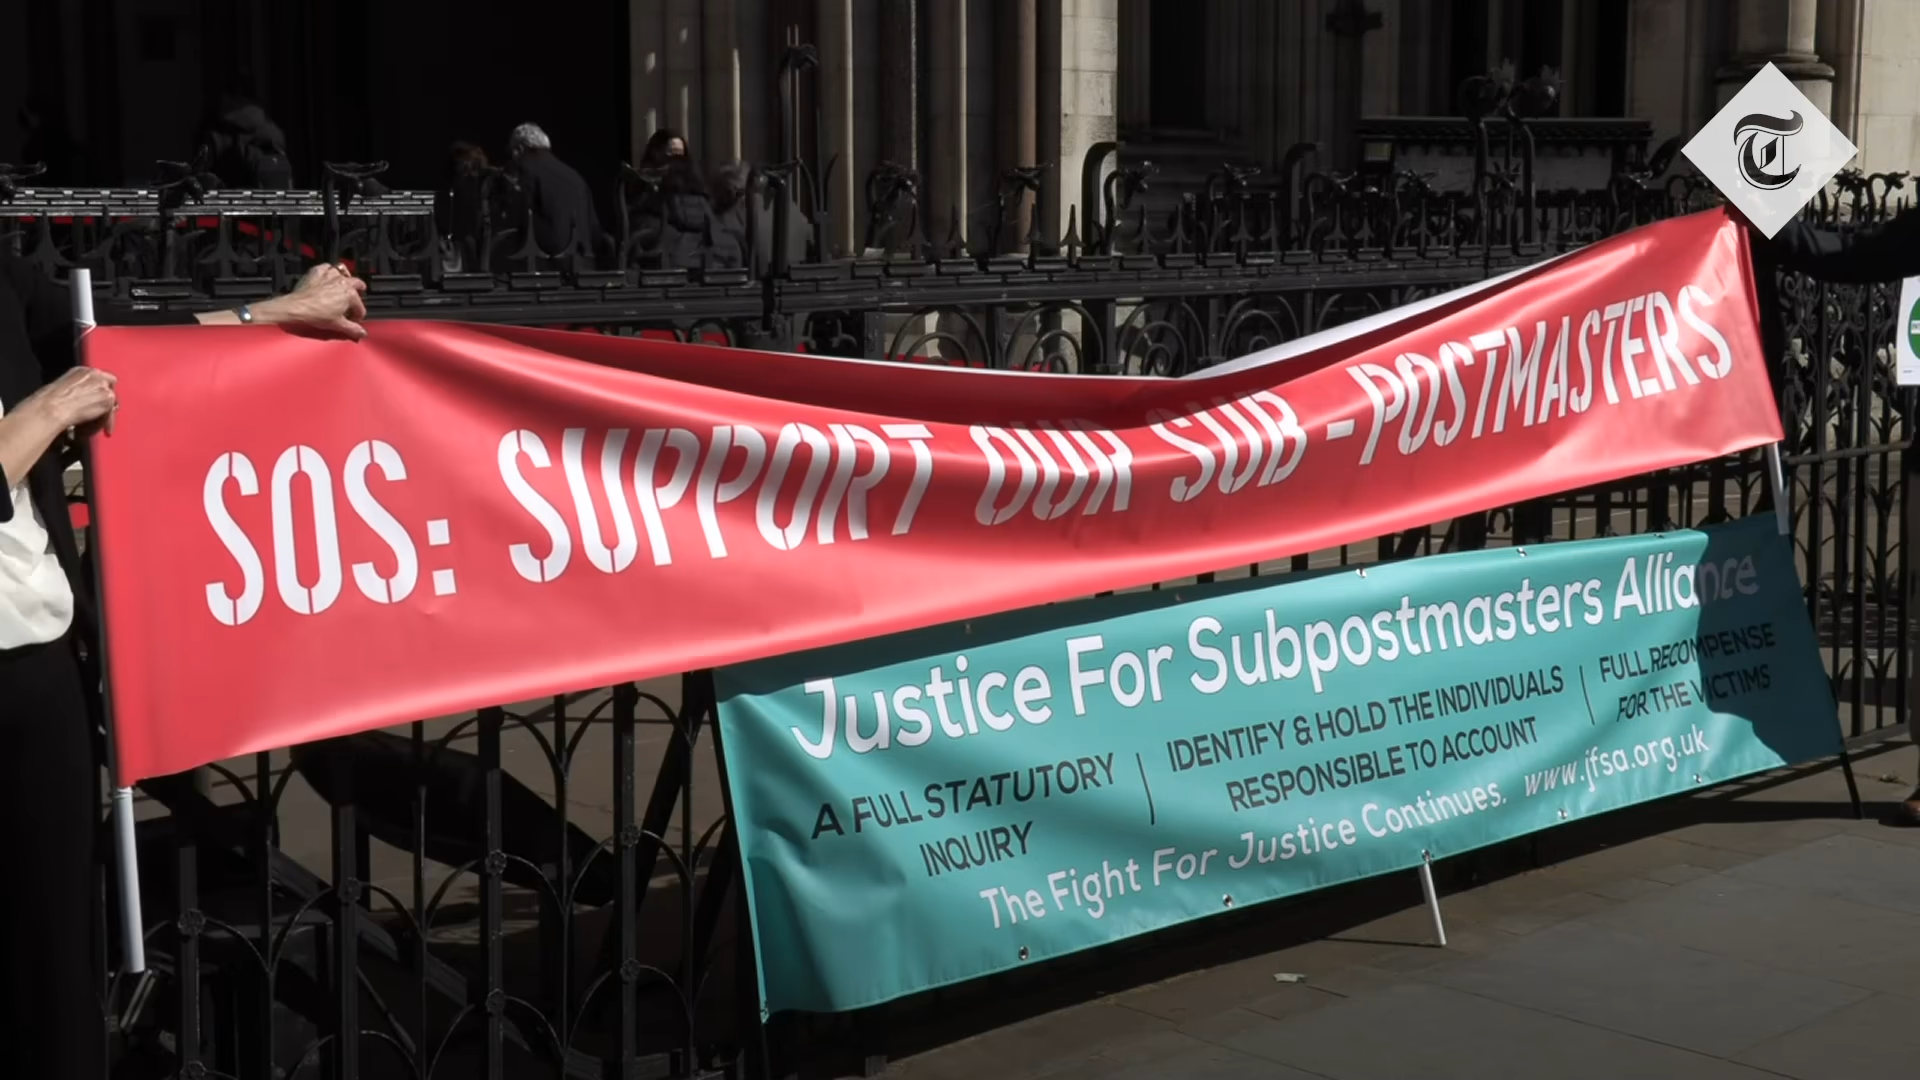 SOS: SUPPORT OUR SUB-POSTMASTERS
Justice For Subpostmasters Alliance
A FULL STATUTORY
INQUIRY
IDENTIFY & HOLD THE INDIVIDUALS
RESPONSIBLE TO ACCOUNT
FULL RECOMPENSE
FOR THE VICTIMS
The Fight For Justice Continues. www.jfsa.org.uk
T